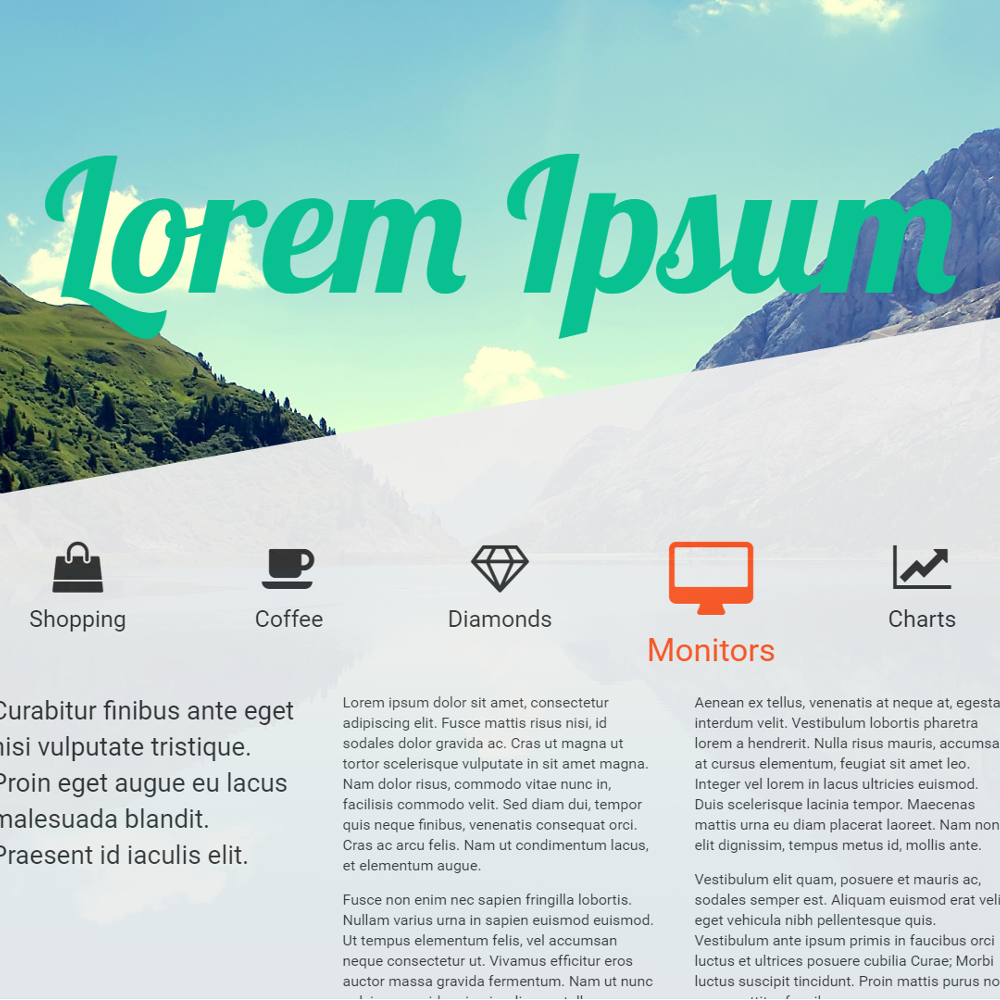 Lorem Ipsum
Shopping
Coffee
Diamonds
Monitors
Charts
Curabitur finibus ante eget
nisi vulputate tristique.
Proin eget augue eu lacus
malesuada blandit.
Praesent id iaculis elit.
Lorem ipsum dolor sit amet, consectetur
adipiscing elit. Fusce mattis risus nisi, id
sodales dolor gravida ac. Cras ut magna ut
tortor scelerisque vulputate in sit amet magna.
Nam dolor risus, commodo vitae nunc in,
facilisis commodo velit. Sed diam dui, tempor
quis neque finibus, venenatis consequat orci.
Cras ac arcu felis. Nam ut condimentum lacus,
et elementum augue.
Fusce non enim nec sapien fringilla lobortis.
Nullam varius urna in sapien euismod euismod.
Ut tempus elementum felis, vel accumsan
neque consectetur ut. Vivamus efficitur eros
auctor massa gravida fermentum. Nam ut nunc
Aenean ex tellus, venenatis at neque at, egesta
interdum velit. Vestibulum lobortis pharetra
lorem a hendrerit. Nulla risus mauris, accumsa
at cursus elementum, feugiat sit amet leo.
Integer vel lorem in lacus ultricies euismod.
Duis scelerisque lacinia tempor. Maecenas
mattis urna eu diam placerat laoreet. Nam non
elit dignissim, tempus metus id, mollis ante.
Vestibulum elit quam, posuere et mauris ac,
sodales semper est. Aliquam euismod erat veli
eget vehicula nibh pellentesque quis.
Vestibulum ante ipsum primis in faucibus orci
luctus et ultrices posuere cubilia Curae; Morbi
luctus suscipit tincidunt. Proin mattis purus no